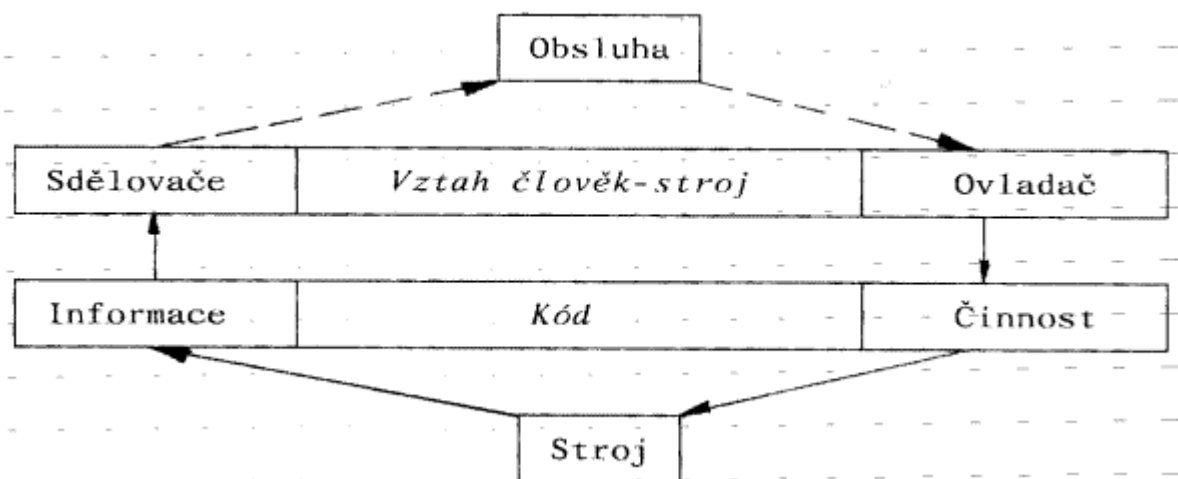 Obsluha
Sdělovače Vztah člověk-stroj Ovladač
Informace Kód Činnost
Stroj